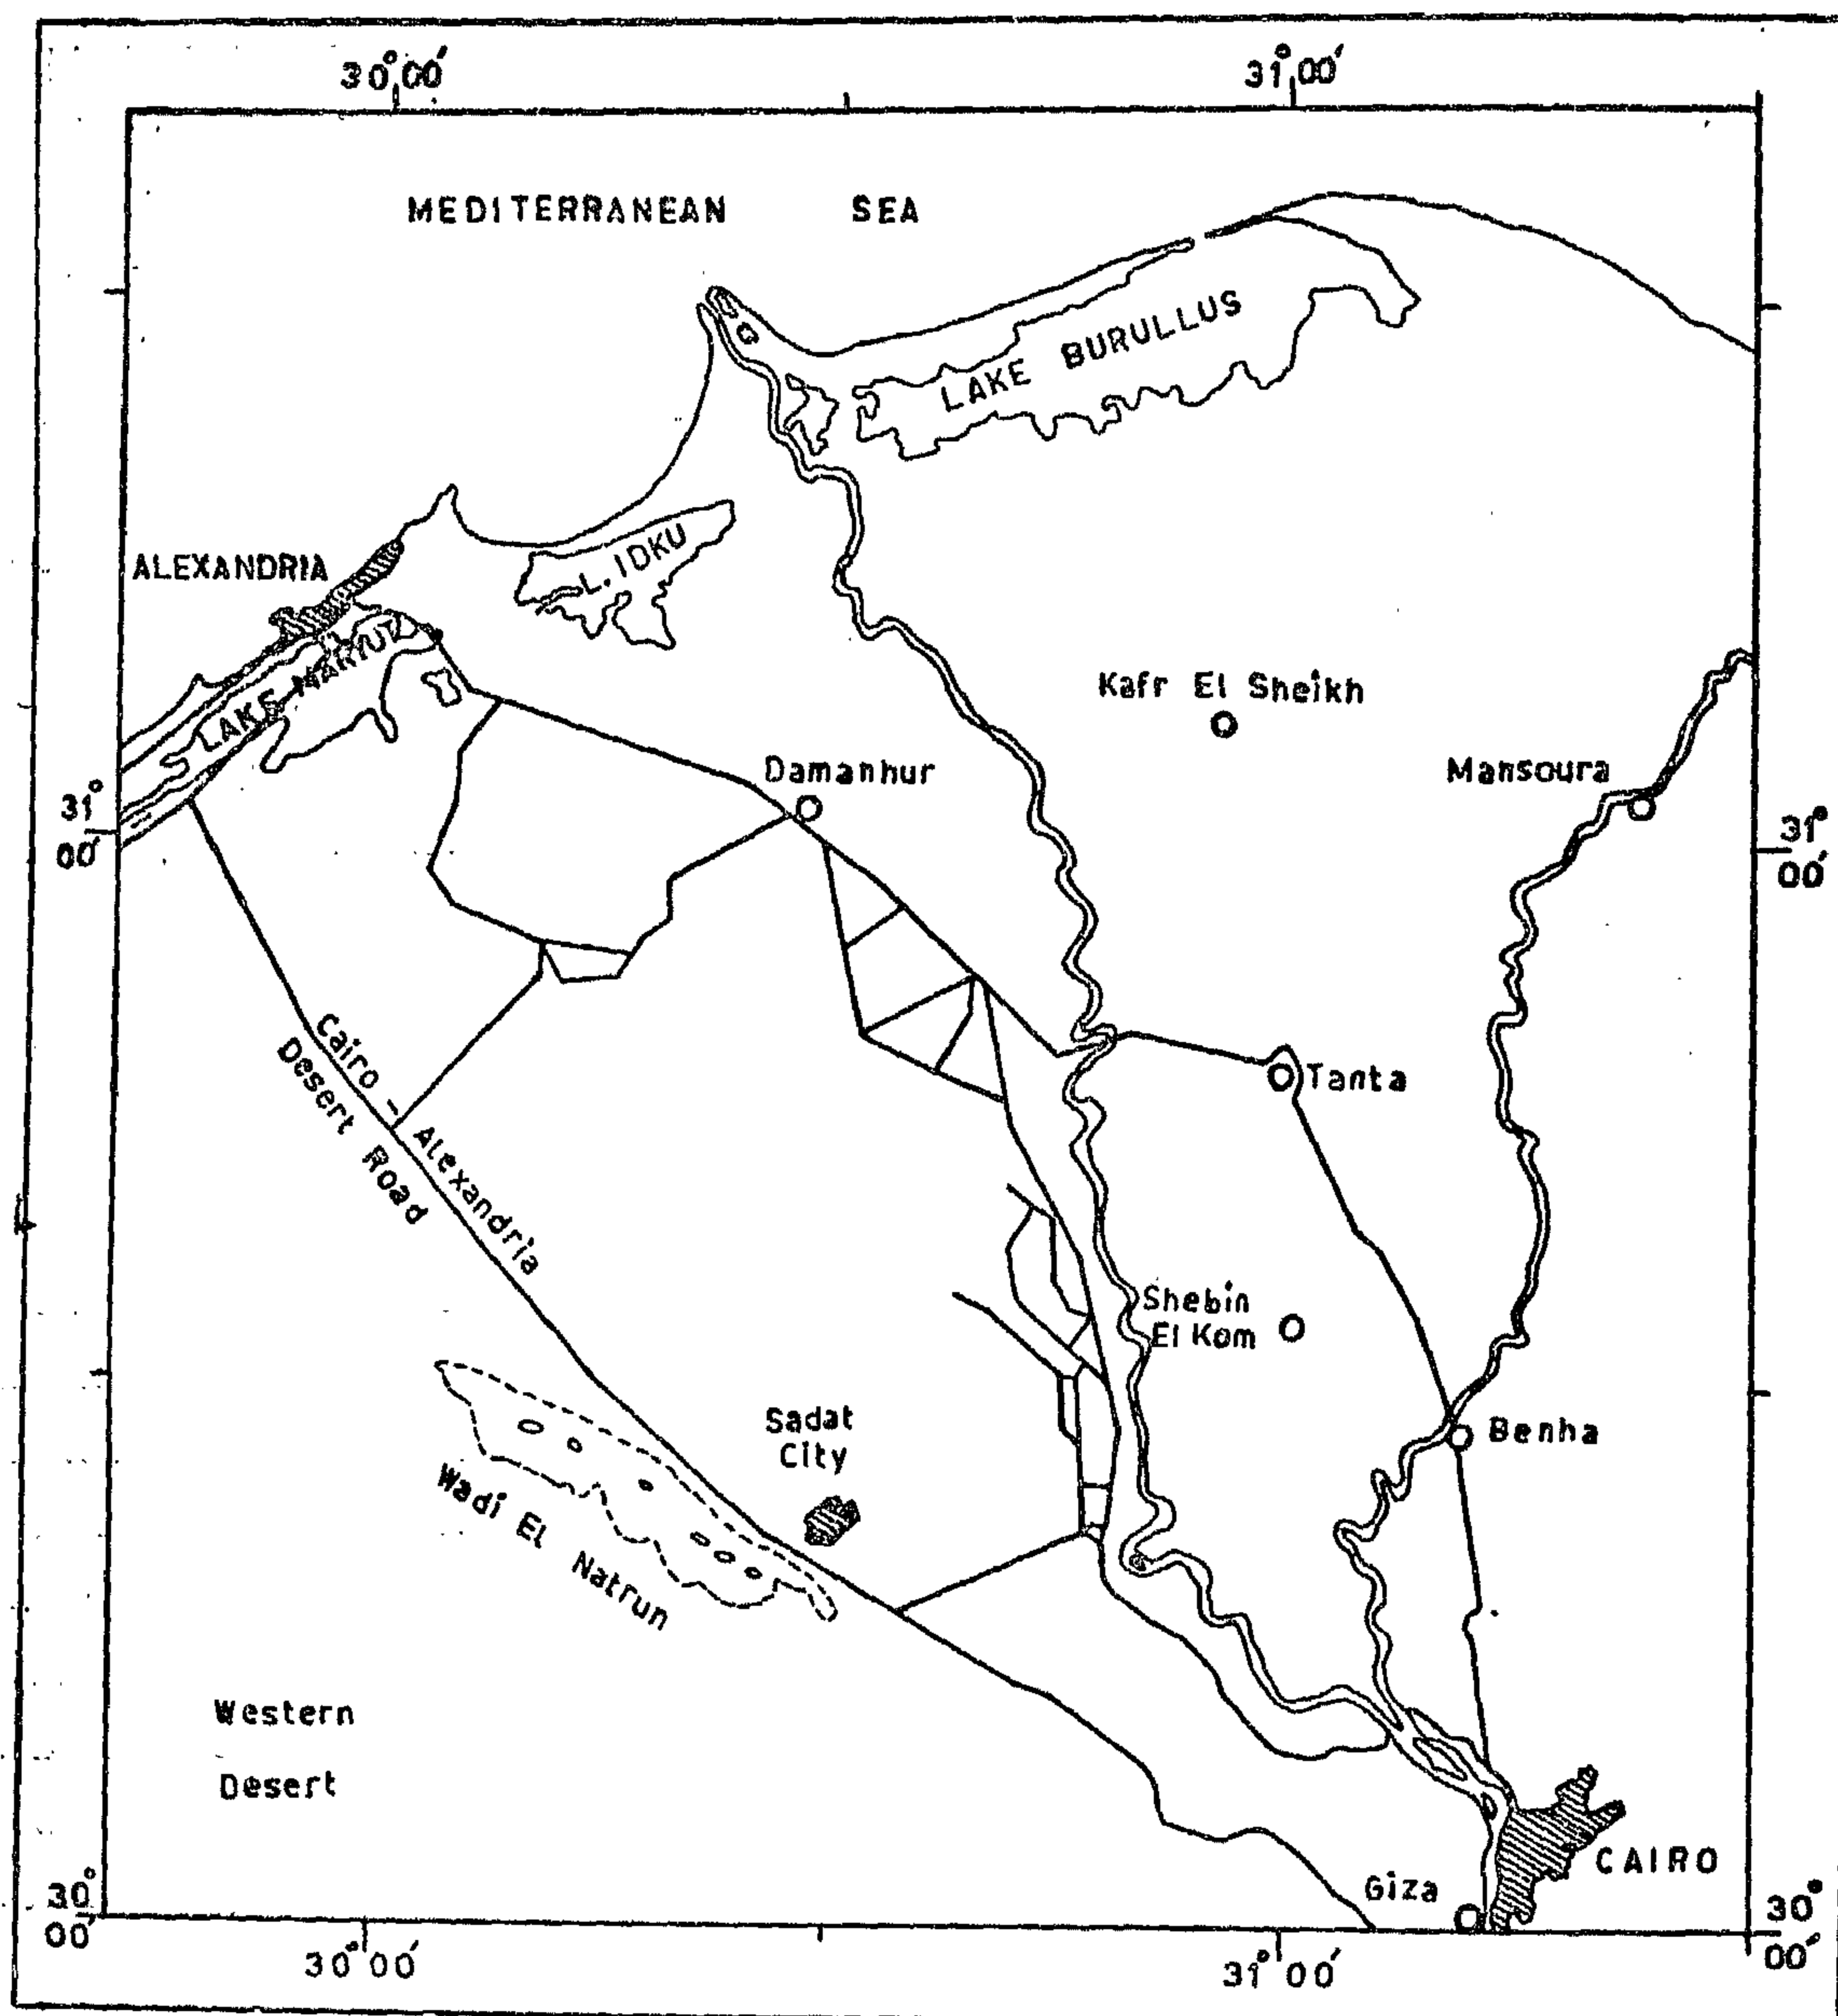 30°00′
31°00′
MEDITERRANEAN SEA
LAKE BURULLUS
L. IDKU
ALEXANDRIA
LAKE MARIUT
Kafr El Sheikh
Damanhur
Mansoura
31°
00′
31°
00′
Cairo – Alexandria
Desert Road
Tanta
Shebin
El Kom
Sadat
City
Benha
Wadi El Natrun
Western
Desert
CAIRO
Giza
30°
00′
30°
00′
30°00′
31°00′